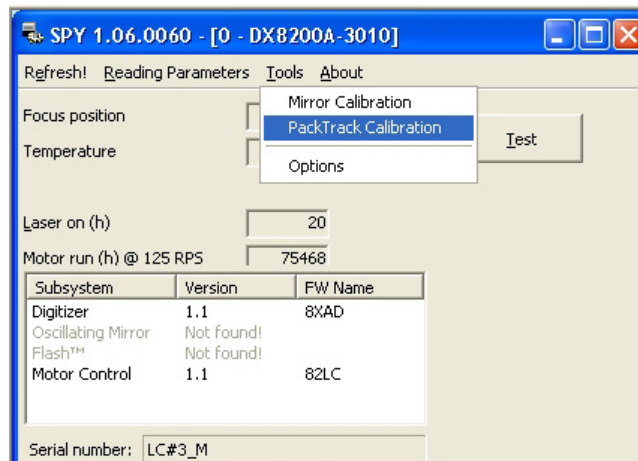 SPY 1.06.0060 - [0 - DX8200A-3010]
Refresh! Reading Parameters Tools About
Mirror Calibration
PackTrack Calibration
Options
Focus position
Temperature
Test
Laser on (h) 20
Motor run (h) @ 125 RPS 75468
Subsystem Version FW Name
Digitizer 1.1 8XAD
Oscillating Mirror Not found!
Flash™ Not found!
Motor Control 1.1 82LC
Serial number: LC#3_M